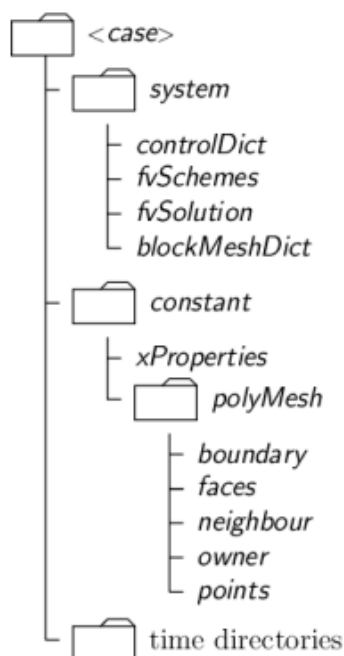 <case>
system
controlDict
fvSchemes
fvSolution
blockMeshDict
constant
xProperties
polyMesh
boundary
faces
neighbour
owner
points
time directories